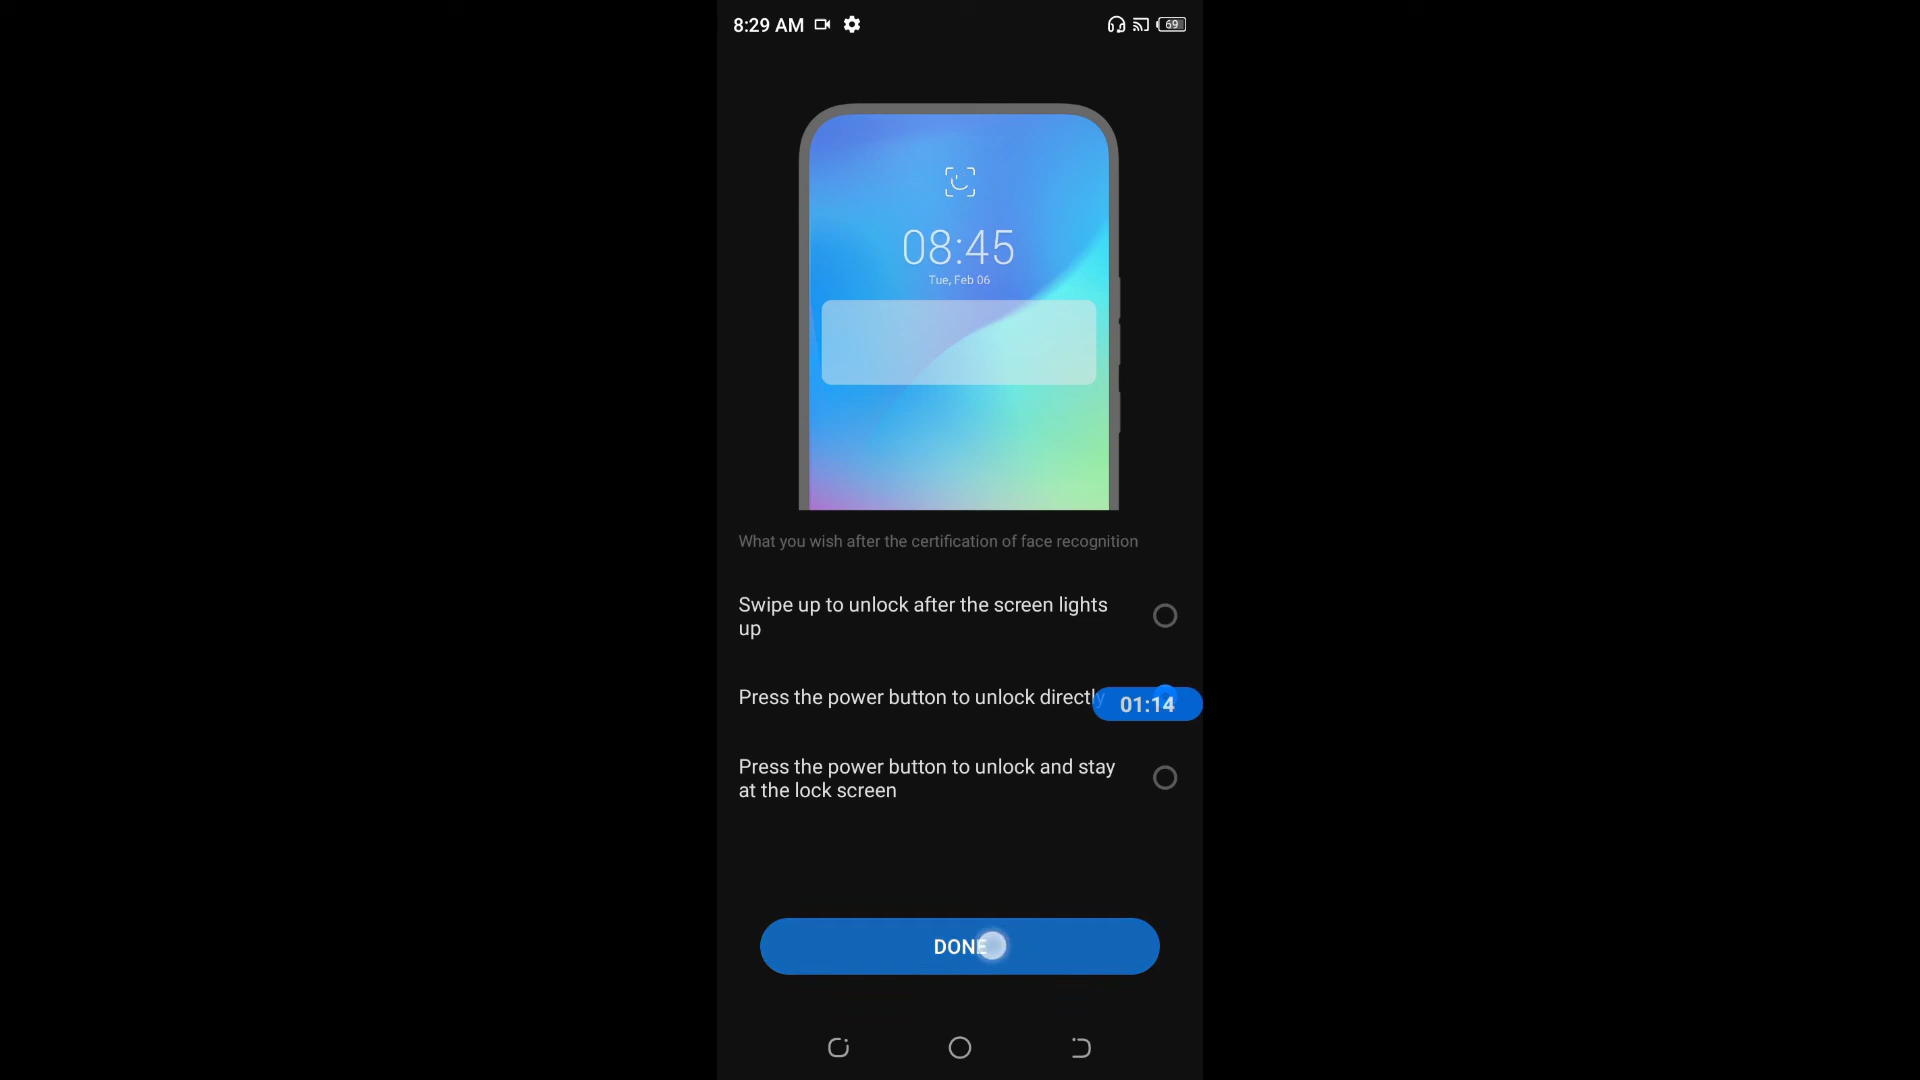 8:29 AM
69
08:45
Tue, Feb 06
What you wish after the certification of face recognition
Swipe up to unlock after the screen lights
up
Press the power button to unlock directly
01:14
Press the power button to unlock and stay
at the lock screen
DONE